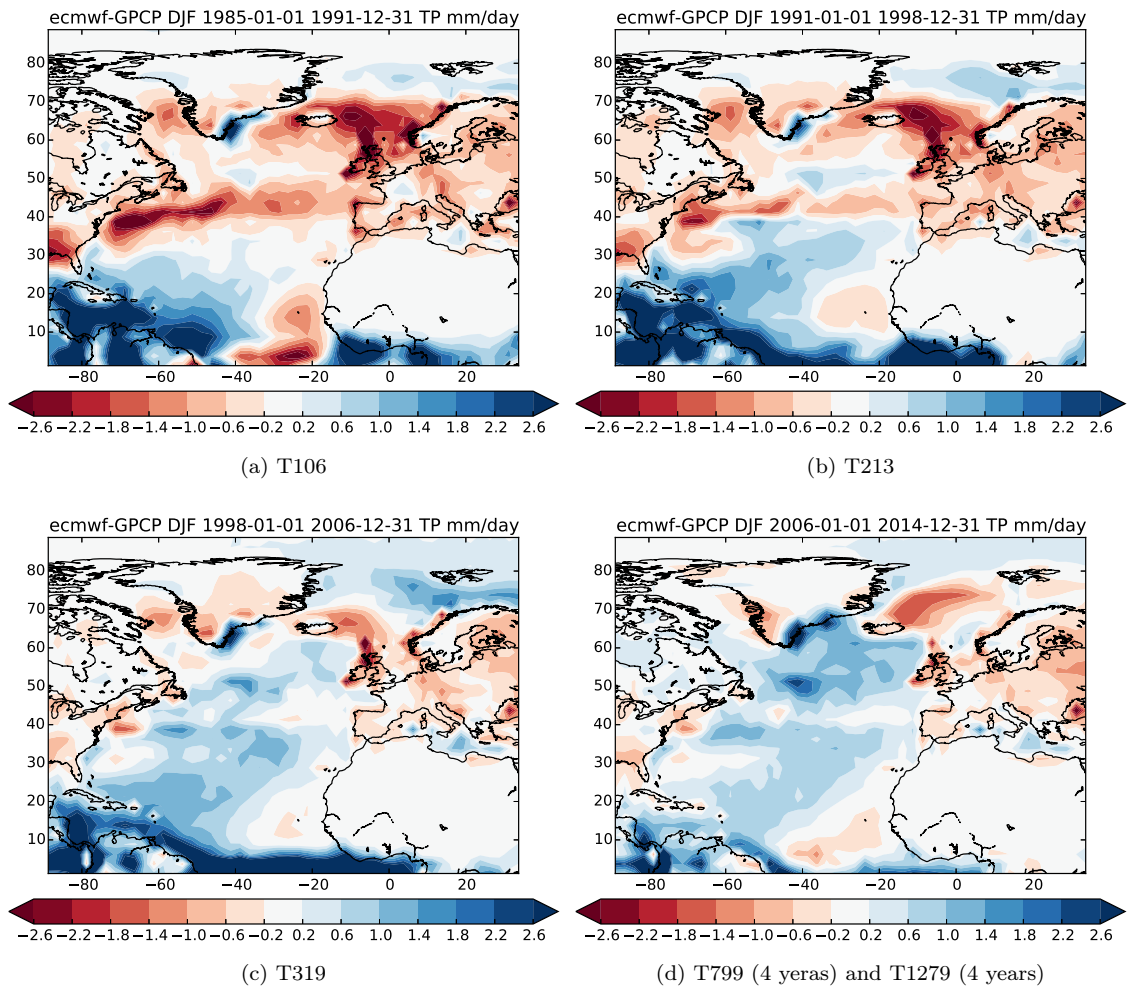 ecmwf-GPCP DJF 1985-01-01 1991-12-31 TP mm/day
80
70
60
50
40
30
20
10
−80 −60 −40 −20 0 20
−2.6 −2.2 −1.8 −1.4 −1.0 −0.6 −0.2 0.2 0.6 1.0 1.4 1.8 2.2 2.6
(a) T106
ecmwf-GPCP DJF 1991-01-01 1998-12-31 TP mm/day
80
70
60
50
40
30
20
10
−80 −60 −40 −20 0 20
−2.6 −2.2 −1.8 −1.4 −1.0 −0.6 −0.2 0.2 0.6 1.0 1.4 1.8 2.2 2.6
(b) T213
ecmwf-GPCP DJF 1998-01-01 2006-12-31 TP mm/day
80
70
60
50
40
30
20
10
−80 −60 −40 −20 0 20
−2.6 −2.2 −1.8 −1.4 −1.0 −0.6 −0.2 0.2 0.6 1.0 1.4 1.8 2.2 2.6
(c) T319
ecmwf-GPCP DJF 2006-01-01 2014-12-31 TP mm/day
80
70
60
50
40
30
20
10
−80 −60 −40 −20 0 20
−2.6 −2.2 −1.8 −1.4 −1.0 −0.6 −0.2 0.2 0.6 1.0 1.4 1.8 2.2 2.6
(d) T799 (4 yeras) and T1279 (4 years)